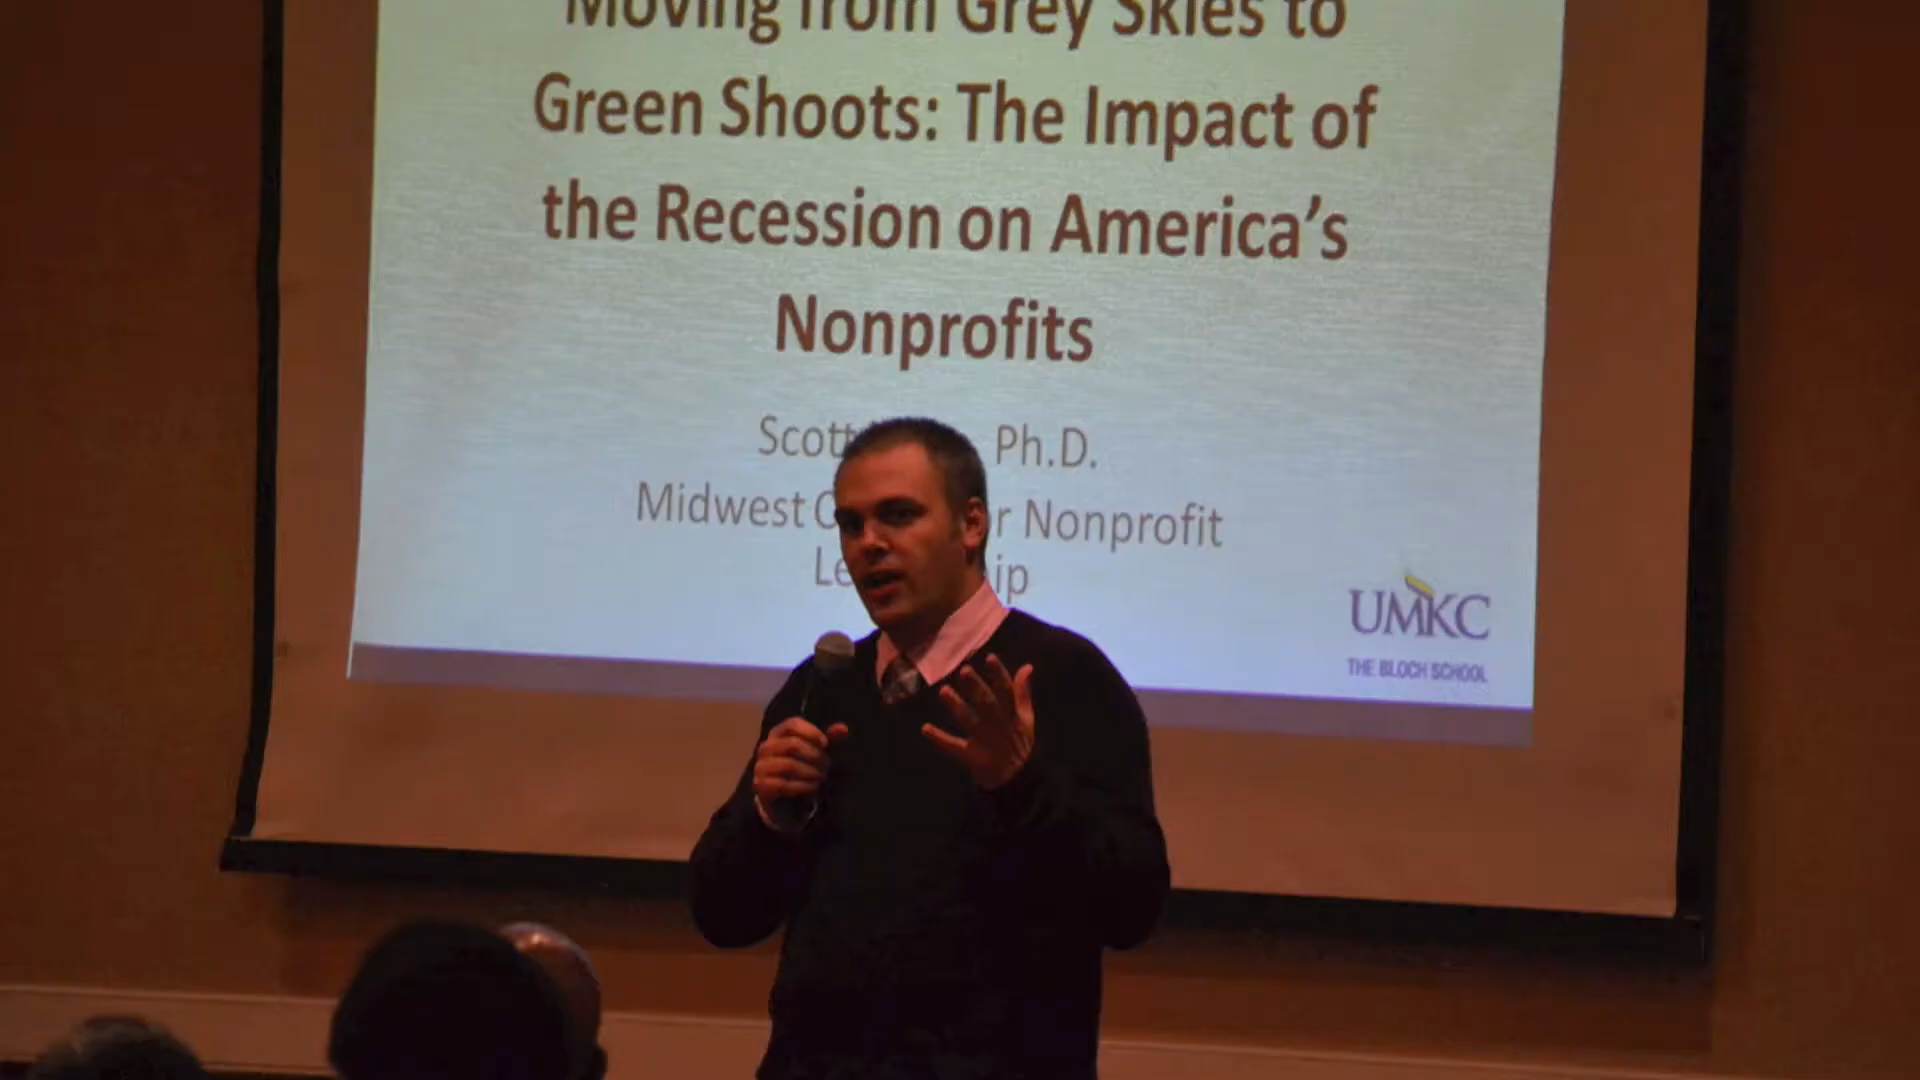 Moving from Grey Skies to
Green Shoots: The Impact of
the Recession on America's
Nonprofits
Scott Ph.D.
Midwest Nonprofit
UMKC
THE BLOCH SCHOOL